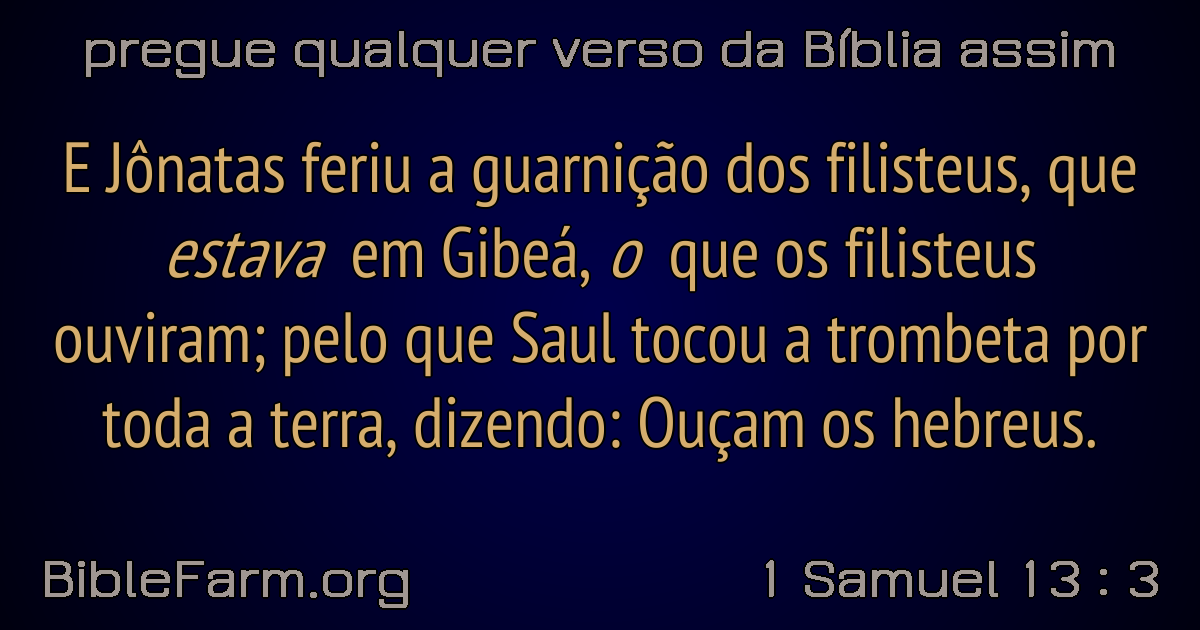 pregue qualquer verso da Bíblia assim
E Jônatas feriu a guarnição dos filisteus, que
estava em Gibeá, o que os filisteus
ouviram; pelo que Saul tocou a trombeta por
toda a terra, dizendo: Ouçam os hebreus.
BibleFarm.org
1 Samuel 13 : 3